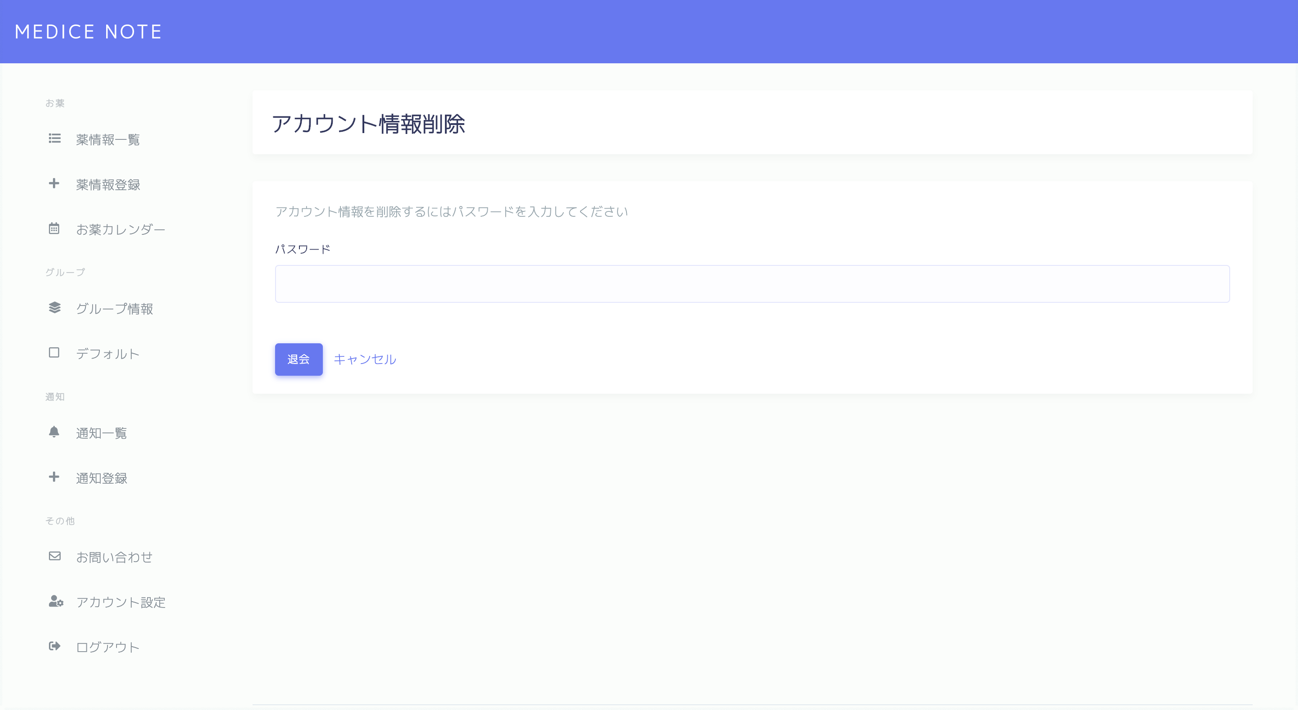 MEDICE NOTE
お薬
薬情報一覧
薬情報登録
お薬カレンダー
グループ
グループ情報
デフォルト
通知
通知一覧
通知登録
その他
お問い合わせ
アカウント設定
ログアウト
アカウント情報削除
アカウント情報を削除するにはパスワードを入力してください
パスワード
退会 キャンセル